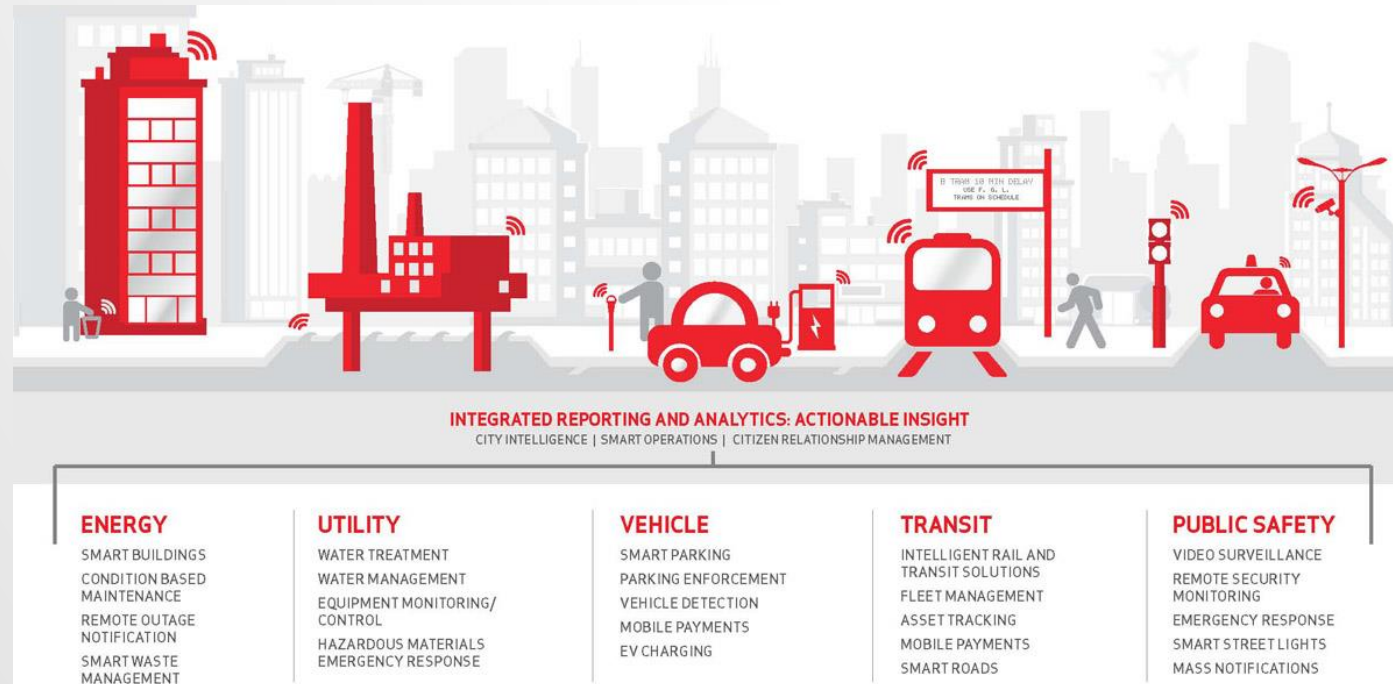 B TRAM 10 MIN DELAY
USE F. G. L.
TRAMS ON SCHEDULE
INTEGRATED REPORTING AND ANALYTICS: ACTIONABLE INSIGHT
CITY INTELLIGENCE | SMART OPERATIONS | CITIZEN RELATIONSHIP MANAGEMENT
ENERGY
SMART BUILDINGS
CONDITION BASED
MAINTENANCE
REMOTE OUTAGE
NOTIFICATION
SMART WASTE
MANAGEMENT
UTILITY
WATER TREATMENT
WATER MANAGEMENT
EQUIPMENT MONITORING/
CONTROL
HAZARDOUS MATERIALS
EMERGENCY RESPONSE
VEHICLE
SMART PARKING
PARKING ENFORCEMENT
VEHICLE DETECTION
MOBILE PAYMENTS
EV CHARGING
TRANSIT
INTELLIGENT RAIL AND
TRANSIT SOLUTIONS
FLEET MANAGEMENT
ASSET TRACKING
MOBILE PAYMENTS
SMART ROADS
PUBLIC SAFETY
VIDEO SURVEILLANCE
REMOTE SECURITY
MONITORING
EMERGENCY RESPONSE
SMART STREET LIGHTS
MASS NOTIFICATIONS